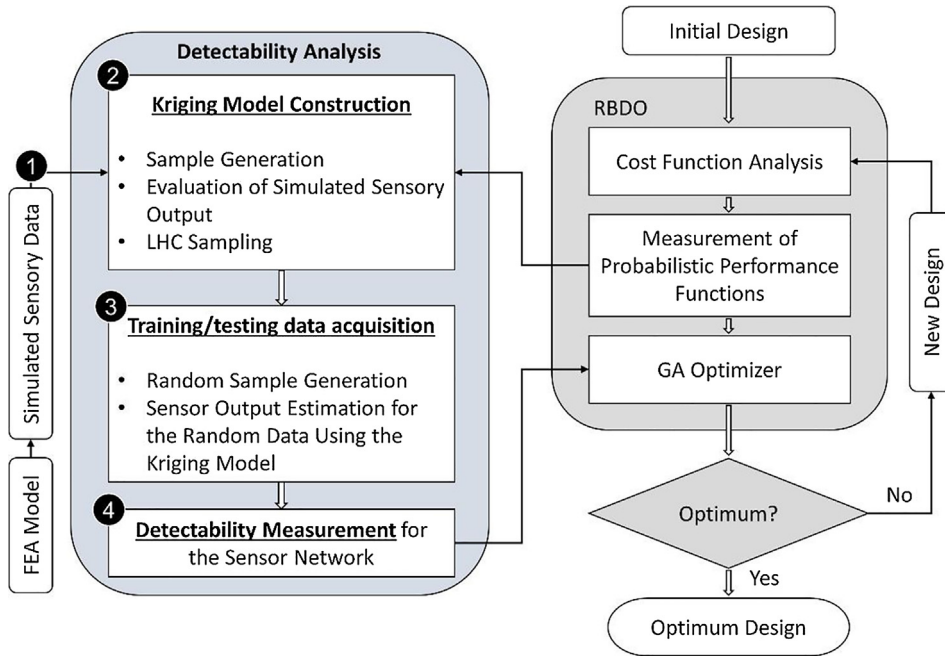 Detectability Analysis
2
Kriging Model Construction
• Sample Generation
• Evaluation of Simulated Sensory
Output
• LHC Sampling
1
Simulated Sensory Data
FEA Model
3
Training/testing data acquisition
• Random Sample Generation
• Sensor Output Estimation for
the Random Data Using the
Kriging Model
4
Detectability Measurement for
the Sensor Network
Initial Design
RBDO
Cost Function Analysis
Measurement of
Probabilistic Performance
Functions
GA Optimizer
New Design
Optimum?
No
Yes
Optimum Design